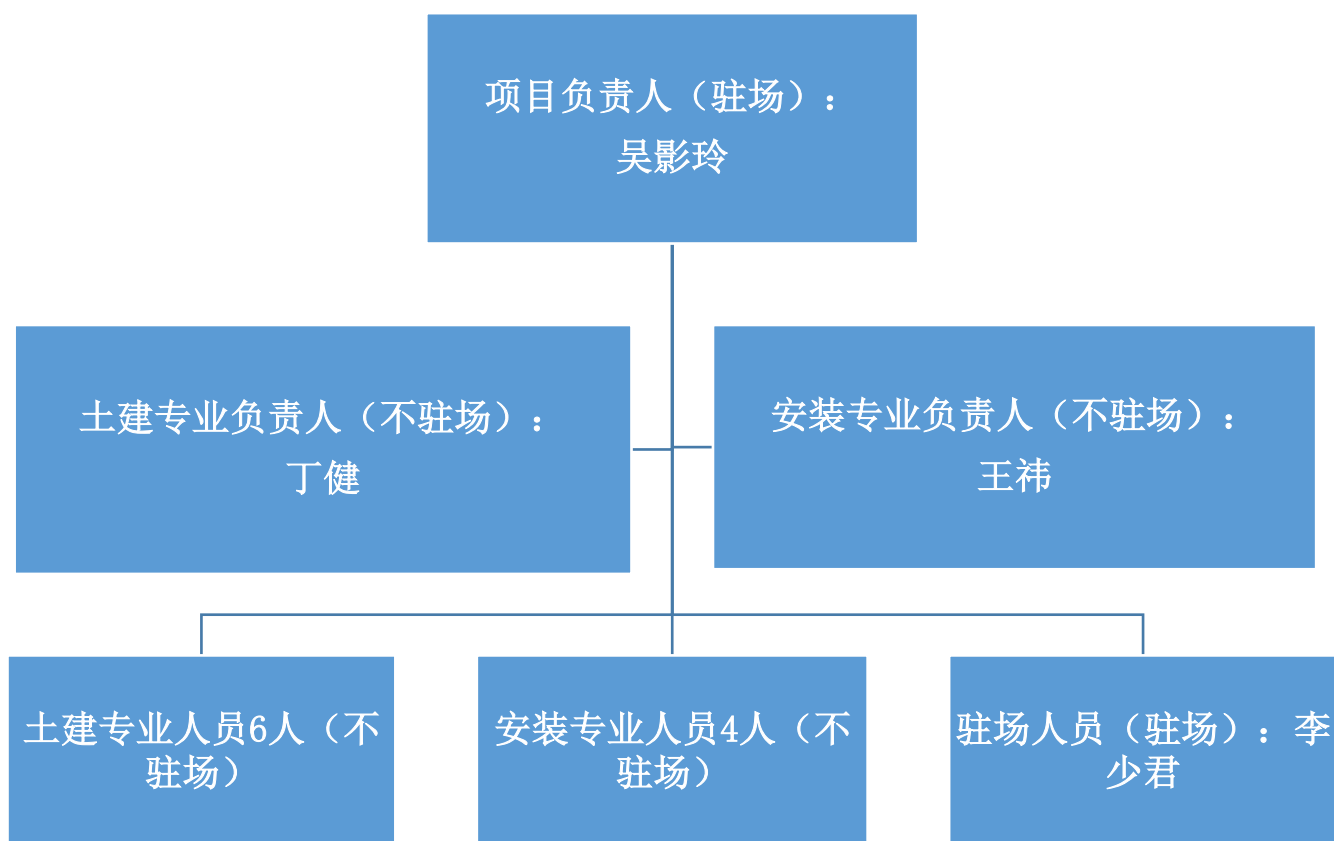 项目负责人（驻场）：
吴影玲
土建专业负责人（不驻场）：
丁健
安装专业负责人（不驻场）：
王祎
土建专业人员6人（不
驻场）
安装专业人员4人（不
驻场）
驻场人员（驻场）：李
少君